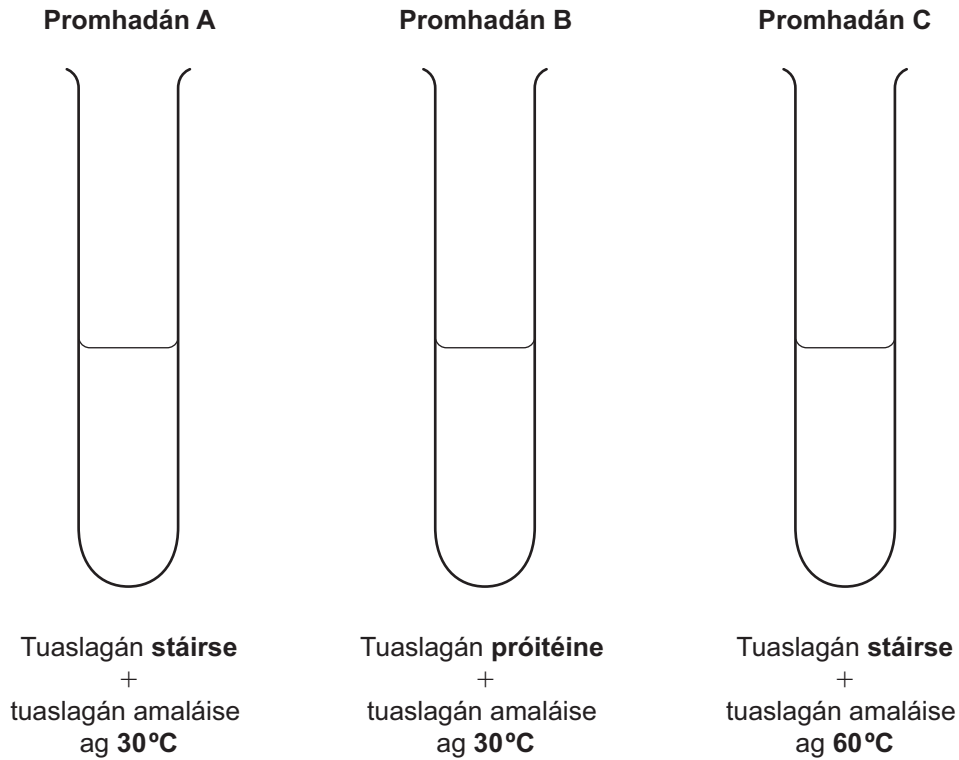 Promhadán A
Promhadán B
Promhadán C
Tuaslagán stáirse
+
tuaslagán amaláise
ag 30ºC
Tuaslagán próitéine
+
tuaslagán amaláise
ag 30ºC
Tuaslagán stáirse
+
tuaslagán amaláise
ag 60ºC